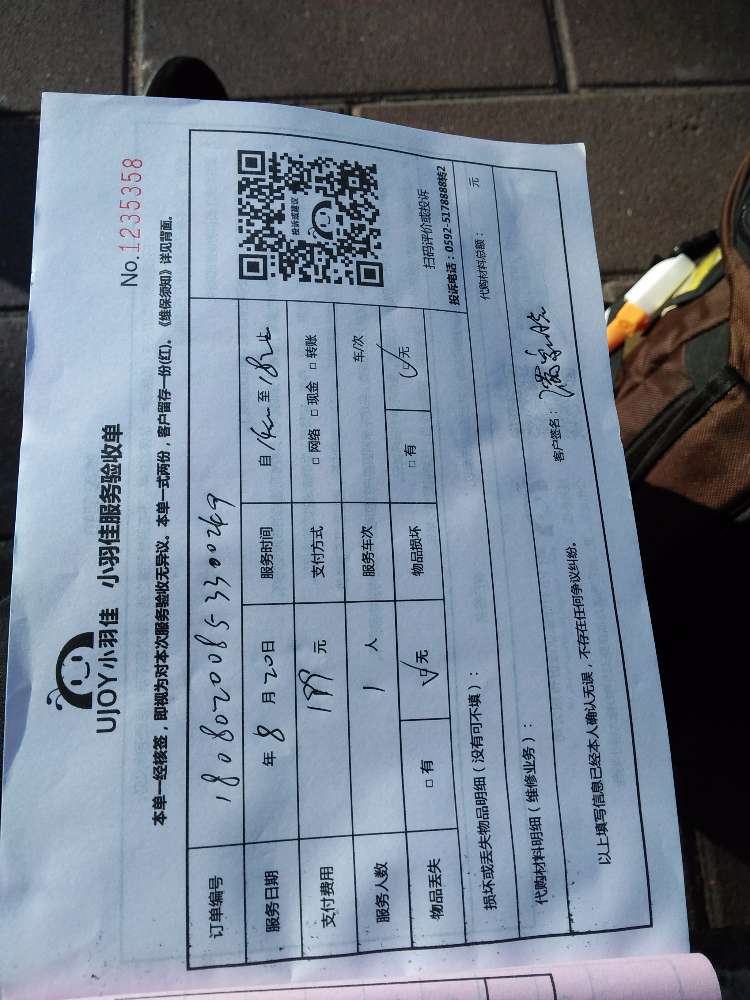 No.1235358
UJOY小羽佳 小羽佳服务验收单
本单一经核签，即视为对本次服务验收无异议。本单一式两份，客户留存一份(红)。《维保须知》详见背面。
订单编号 18080200853300249
服务日期 年 8 月 20 日 服务时间 自 至
支付费用 199 元 支付方式 □ 网络 □ 现金 □ 转账
服务人数 1 人 服务车次 车/次
物品丢失 □ 有 ☑ 无 物品损坏 □ 有 ☑ 无
投诉或建议
扫码评价或投诉
投诉电话：0592-5178888转2
损坏或丢失物品明细（没有可不填）：
代购材料明细（维修业务）： 代购材料总额： 元
以上填写信息已经本人确认无误，不存在任何争议纠纷。 客户签名：